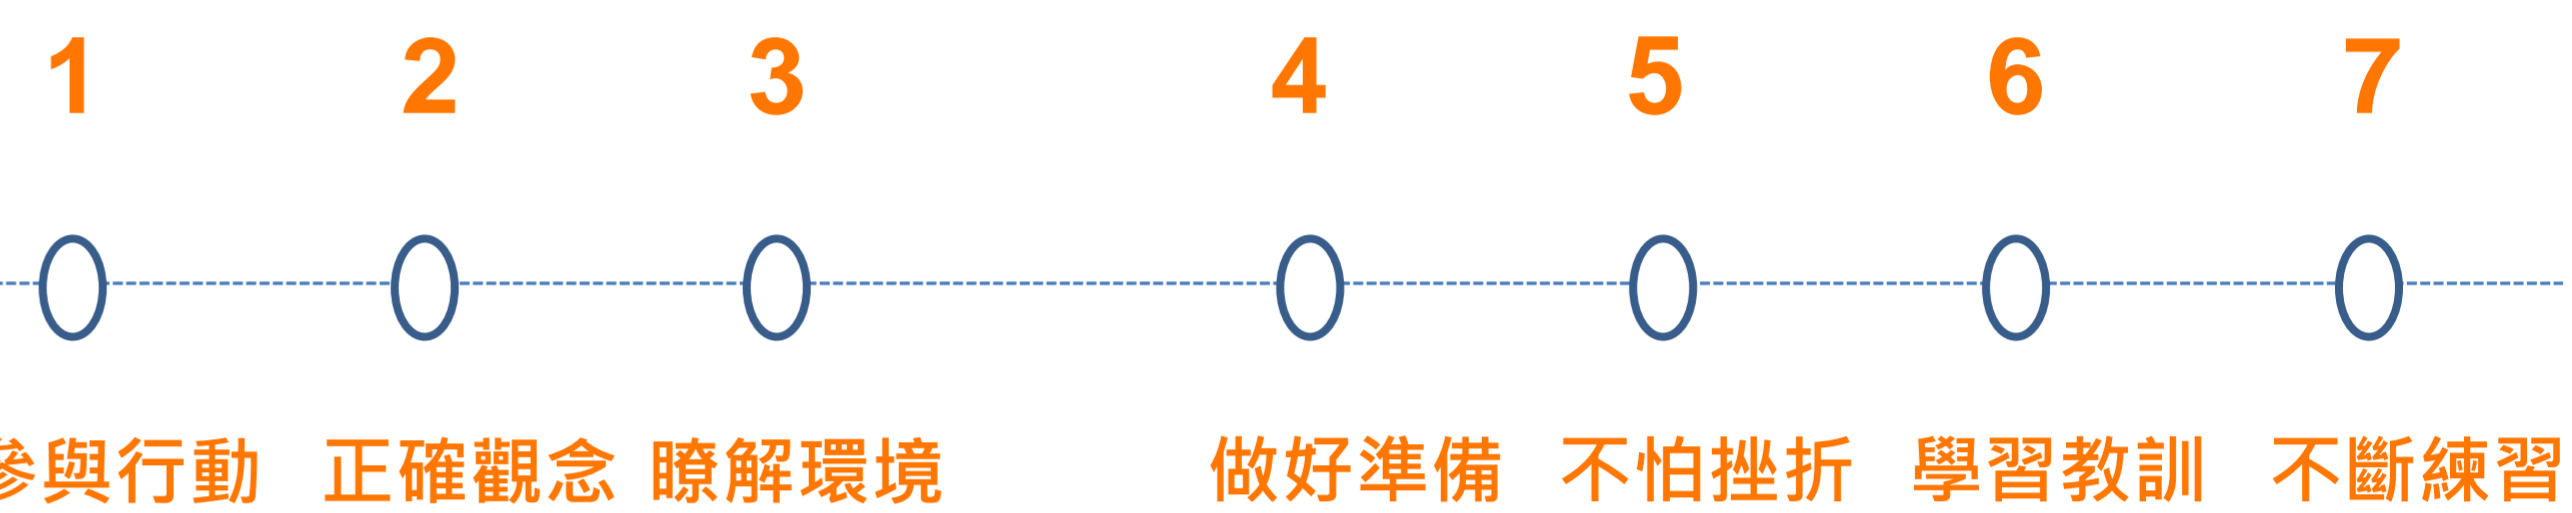 1 2 3 4 5 6 7
參與行動 正確觀念 瞭解環境 做好準備 不怕挫折 學習教訓 不斷練習